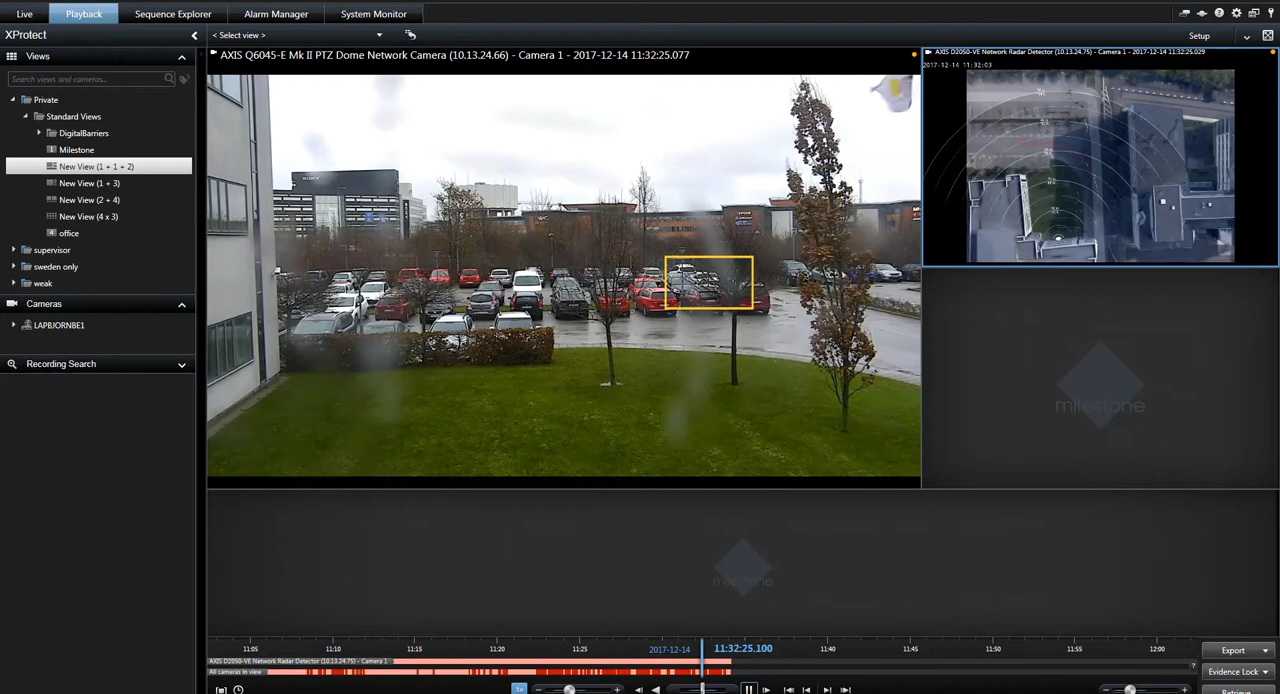 Live
Playback
Sequence Explorer
Alarm Manager
System Monitor
XProtect
< Select view >
Setup
Views
Search views and cameras...
Private
Standard Views
DigitalBarriers
1 Milestone
New View (1 + 1 + 2)
New View (1 + 3)
New View (2 + 4)
New View (4 x 3)
4 office
supervisor
sweden only
weak
Cameras
LAPBJORNBE1
Recording Search
AXIS Q6045-E Mk II PTZ Dome Network Camera (10.13.24.66) - Camera 1 - 2017-12-14 11:32:25.077
SONY
AXIS D2050-VE Network Radar Detector (10.13.24.75) - Camera 1 - 2017-12-14 11:32:25.029
2017-12-14 11:32:03
milestone
milestone
11:05
11:10
11:15
11:20
11:25
2017-12-14
11:32:25.100
11:40
11:45
11:50
11:55
12:00
AXIS D2050-VE Network Radar Detector (10.13.24.75) - Camera 1
All cameras in view
?
1x
Export
Evidence Lock
Retrieve